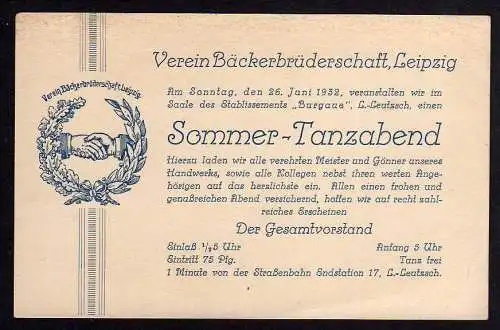 Verein Bäckerbrüderschaft, Leipzig
Verein Bäckerbrüderschaft Leipzig
Am Sonntag, den 26. Juni 1932, veranstalten wir im
Saale des Etablissements „Burgaue", L.-Leutzsch, einen
Sommer-Tanzabend
Hierzu laden wir alle verehrten Meister und Gönner unseres
Handwerks, sowie alle Kollegen nebst ihren werten Ange-
hörigen auf das herzlichste ein. Allen einen frohen und
genußreichen Abend versichernd, hoffen wir auf recht zahl-
reiches Erscheinen
Der Gesamtvorstand
Einlaß ½5 Uhr Anfang 5 Uhr
Eintritt 75 Pfg. Tanz frei
1 Minute von der Straßenbahn Endstation 17, L.-Leutzsch.